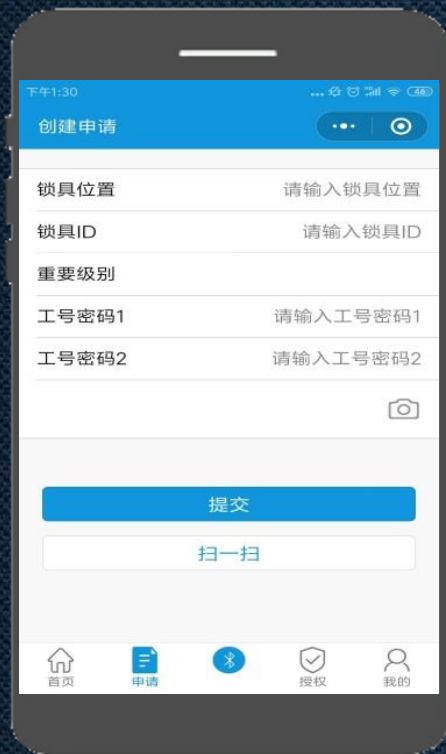 下午1:30 46
创建申请
锁具位置 请输入锁具位置
锁具ID 请输入锁具ID
重要级别
工号密码1 请输入工号密码1
工号密码2 请输入工号密码2
提交
扫一扫
首页 申请 授权 我的